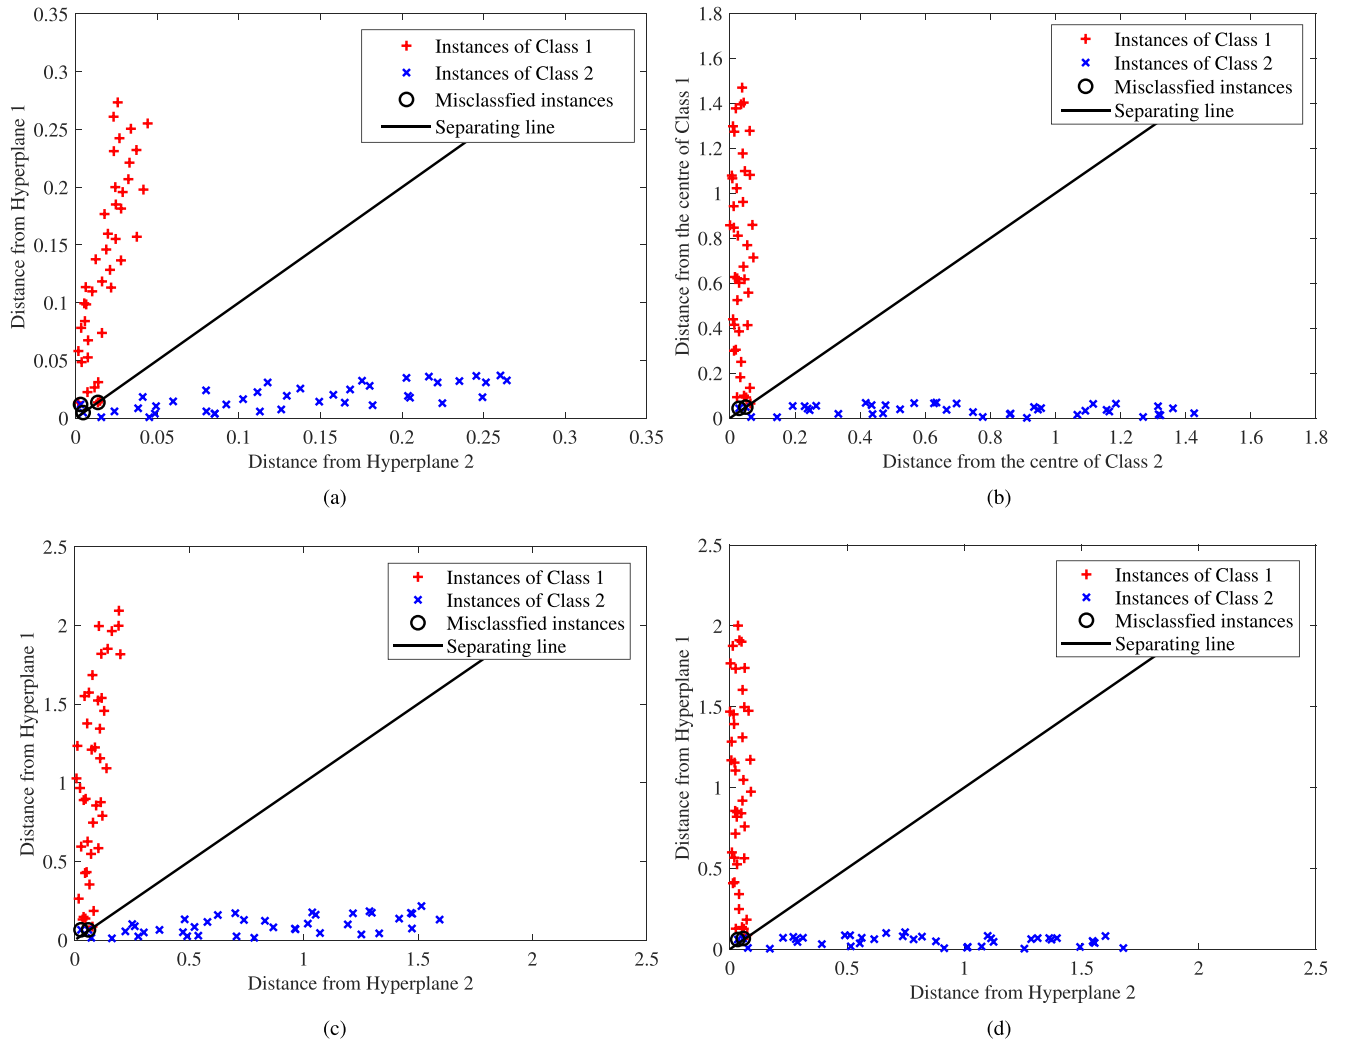 0.35
0.3
0.25
0.2
0.15
0.1
0.05
0
Distance from Hyperplane 1
Instances of Class 1
Instances of Class 2
Misclassfied instances
Separating line
0 0.05 0.1 0.15 0.2 0.25 0.3 0.35
Distance from Hyperplane 2
(a)
1.8
1.6
1.4
1.2
1
0.8
0.6
0.4
0.2
0
Distance from the centre of Class 1
Instances of Class 1
Instances of Class 2
Misclassfied instances
Separating line
0 0.2 0.4 0.6 0.8 1 1.2 1.4 1.6 1.8
Distance from the centre of Class 2
(b)
2.5
2
1.5
1
0.5
0
Distance from Hyperplane 1
Instances of Class 1
Instances of Class 2
Misclassfied instances
Separating line
0 0.5 1 1.5 2 2.5
Distance from Hyperplane 2
(c)
2.5
2
1.5
1
0.5
0
Distance from Hyperplane 1
Instances of Class 1
Instances of Class 2
Misclassfied instances
Separating line
0 0.5 1 1.5 2 2.5
Distance from Hyperplane 2
(d)